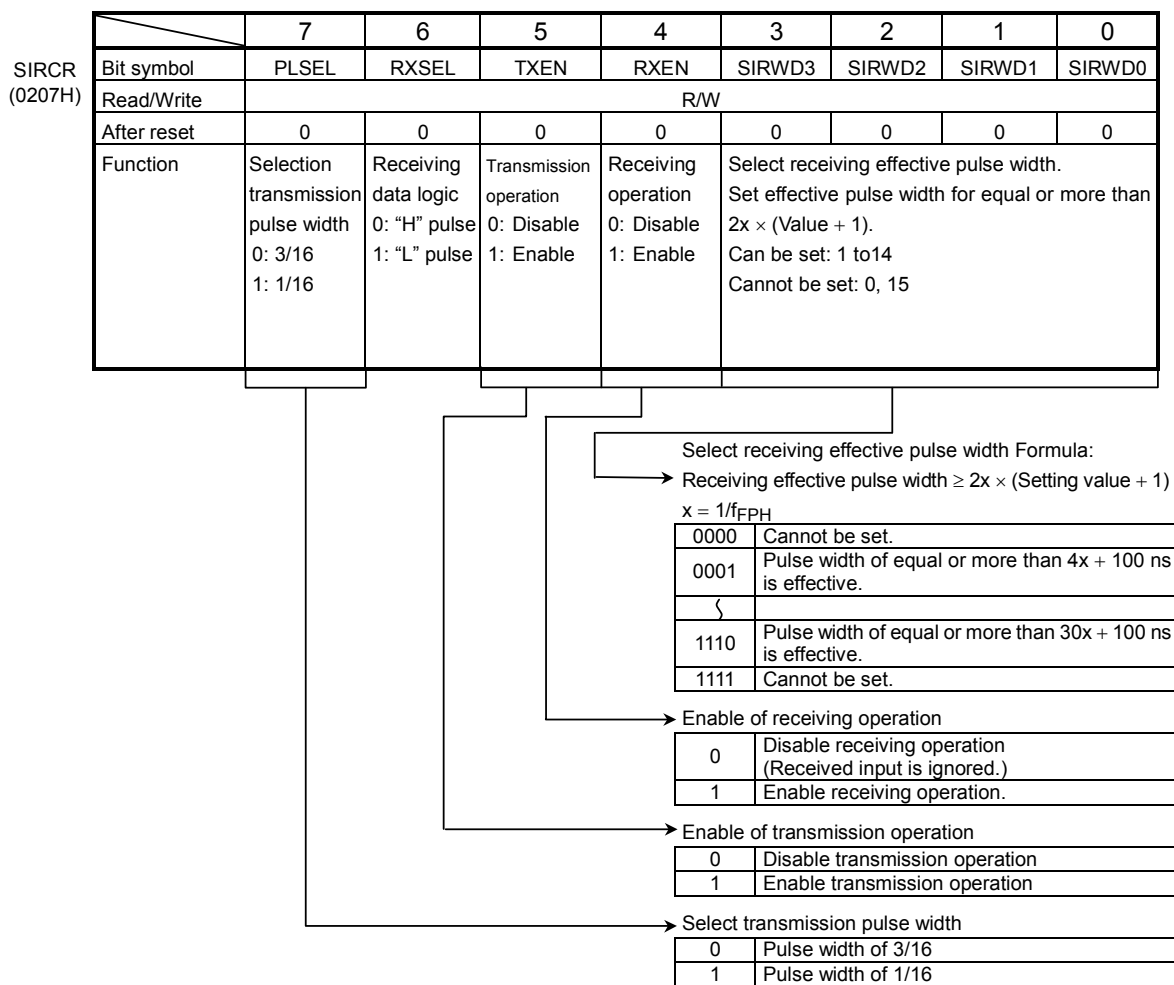 7 6 5 4 3 2 1 0
SIRCR
(0207H)
Bit symbol PLSEL RXSEL TXEN RXEN SIRWD3 SIRWD2 SIRWD1 SIRWD0
Read/Write R/W
After reset 0 0 0 0 0 0 0 0
Function
Selection
transmission
pulse width
0: 3/16
1: 1/16
Receiving
data logic
0: “H” pulse
1: “L” pulse
Transmission
operation
0: Disable
1: Enable
Receiving
operation
0: Disable
1: Enable
Select receiving effective pulse width.
Set effective pulse width for equal or more than
2x × (Value + 1).
Can be set: 1 to14
Cannot be set: 0, 15
Select receiving effective pulse width Formula:
Receiving effective pulse width ≥ 2x × (Setting value + 1)
x = 1/fFPH
0000 Cannot be set.
0001 Pulse width of equal or more than 4x + 100 ns
is effective.
1110 Pulse width of equal or more than 30x + 100 ns
is effective.
1111 Cannot be set.
Enable of receiving operation
0 Disable receiving operation
(Received input is ignored.)
1 Enable receiving operation.
Enable of transmission operation
0 Disable transmission operation
1 Enable transmission operation
Select transmission pulse width
0 Pulse width of 3/16
1 Pulse width of 1/16